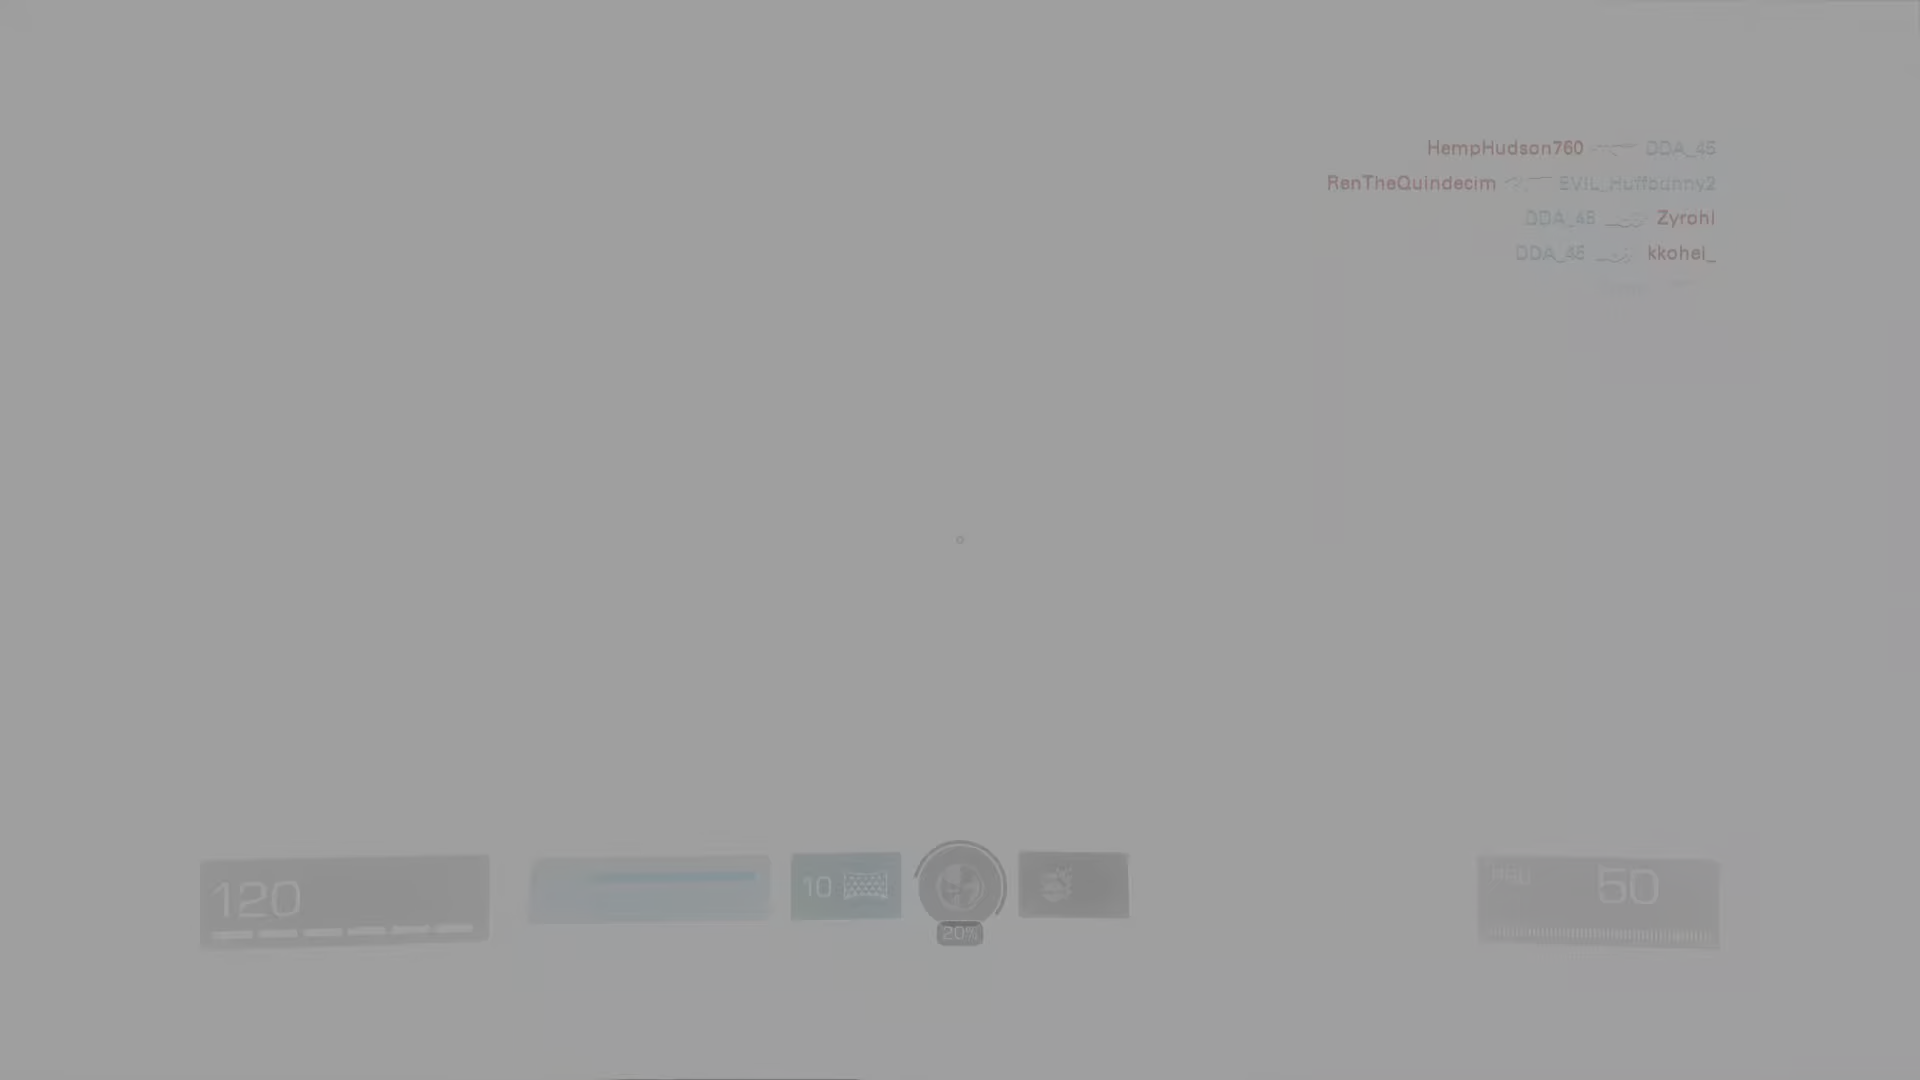 HempHudson760 DDA_45
RenTheQuindecim EVIL_Huffbunny2
DDA_45 Zyrohl
DDA_45 kkohei_
120
10
20%
50